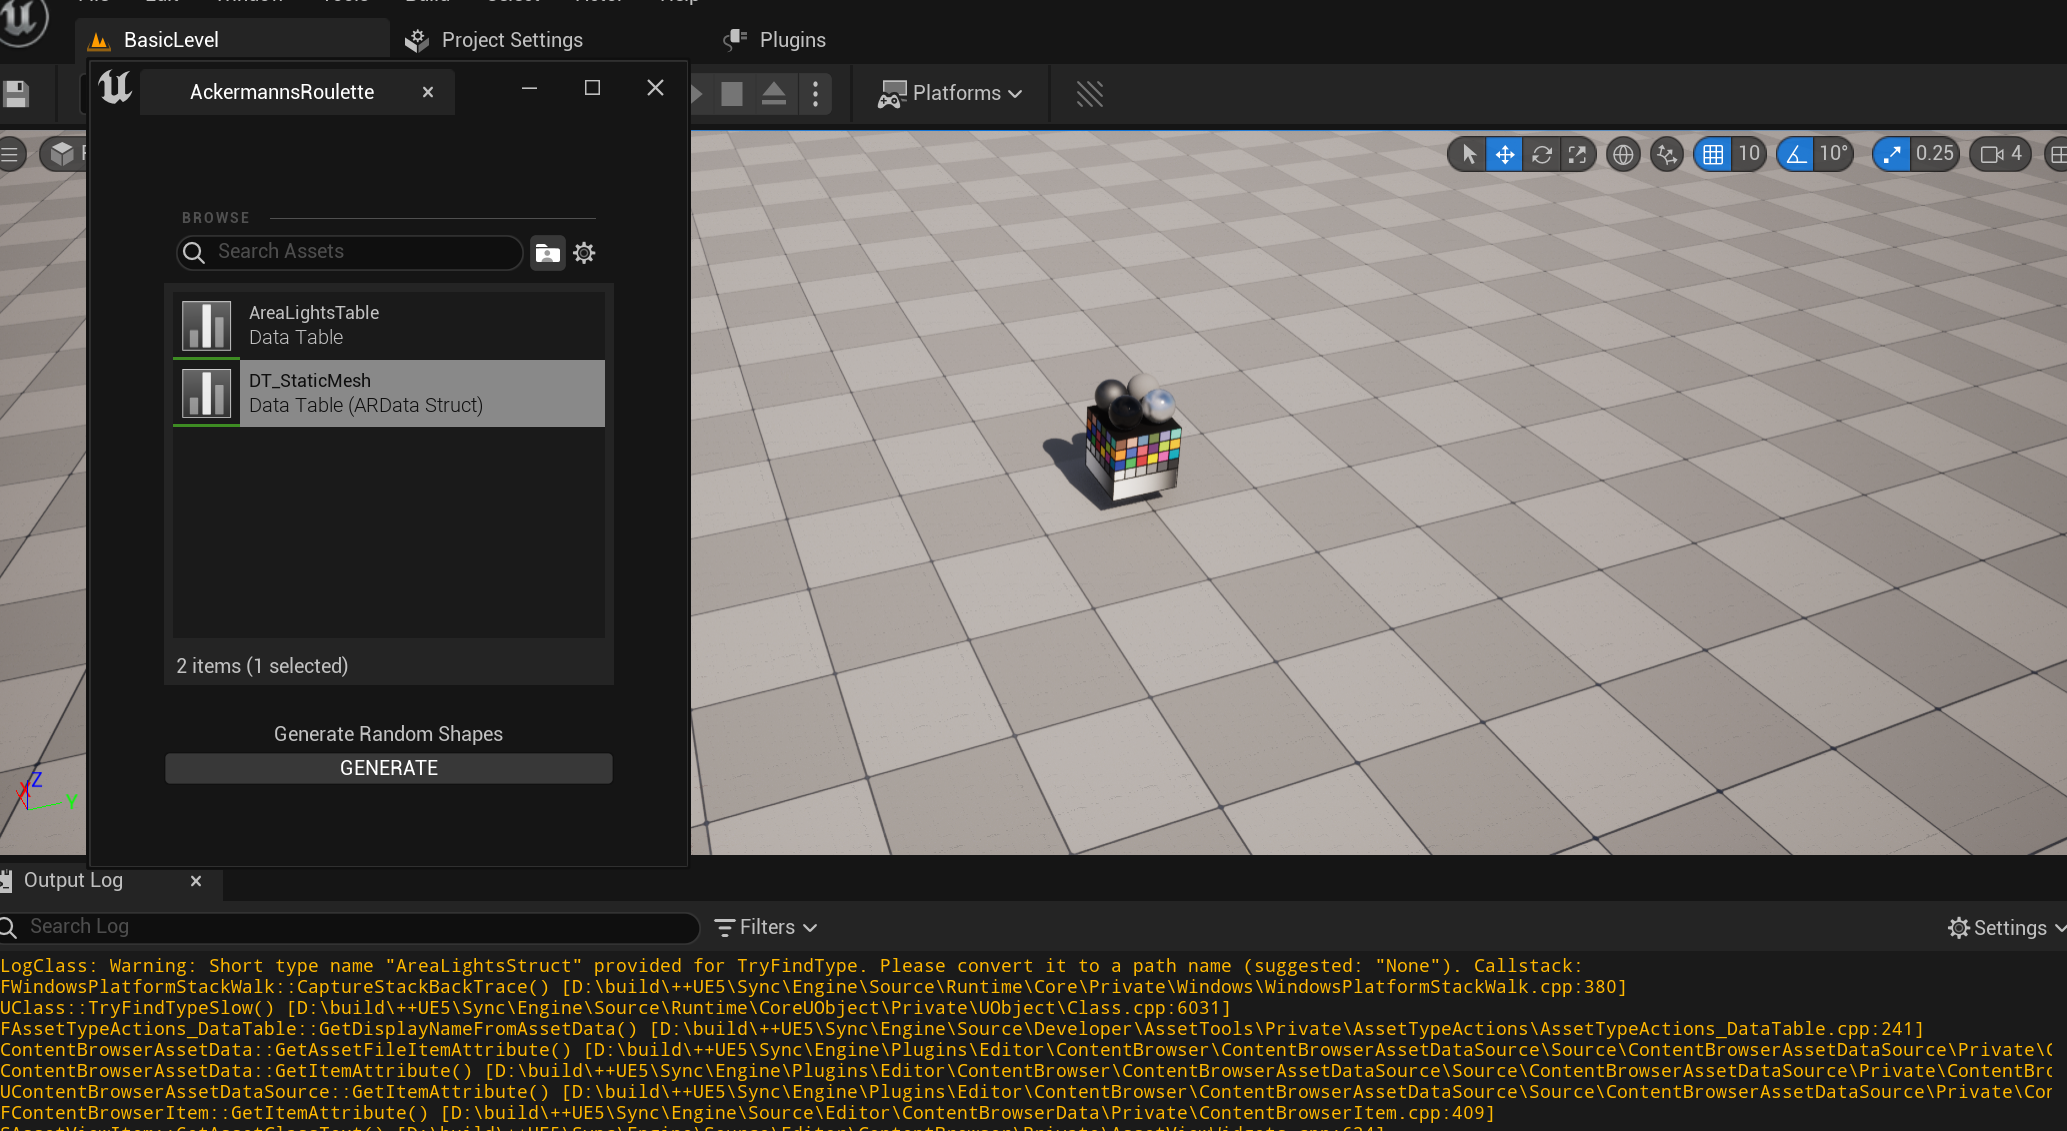 BasicLevel
Project Settings
Plugins
AckermannsRoulette
Platforms
10
10°
0.25
4
BROWSE
Search Assets
AreaLightsTable
Data Table
DT_StaticMesh
Data Table (ARData Struct)
2 items (1 selected)
Generate Random Shapes
GENERATE
Z
X
Y
Output Log
Search Log
Filters
Settings
LogClass: Warning: Short type name "AreaLightsStruct" provided for TryFindType. Please convert it to a path name (suggested: "None"). Callstack:
FWindowsPlatformStackWalk::CaptureStackBackTrace() [D:\build\++UE5\Sync\Engine\Source\Runtime\Core\Private\Windows\WindowsPlatformStackWalk.cpp:380]
UClass::TryFindTypeSlow() [D:\build\++UE5\Sync\Engine\Source\Runtime\CoreUObject\Private\UObject\Class.cpp:6031]
FAssetTypeActions_DataTable::GetDisplayNameFromAssetData() [D:\build\++UE5\Sync\Engine\Source\Developer\AssetTools\Private\AssetTypeActions\AssetTypeActions_DataTable.cpp:241]
ContentBrowserAssetData::GetAssetFileItemAttribute() [D:\build\++UE5\Sync\Engine\Plugins\Editor\ContentBrowser\ContentBrowserAssetDataSource\Source\ContentBrowserAssetDataSource\Private\C
ContentBrowserAssetData::GetItemAttribute() [D:\build\++UE5\Sync\Engine\Plugins\Editor\ContentBrowser\ContentBrowserAssetDataSource\Source\ContentBrowserAssetDataSource\Private\ContentBrc
UContentBrowserAssetDataSource::GetItemAttribute() [D:\build\++UE5\Sync\Engine\Plugins\Editor\ContentBrowser\ContentBrowserAssetDataSource\Source\ContentBrowserAssetDataSource\Private\Cor
FContentBrowserItem::GetItemAttribute() [D:\build\++UE5\Sync\Engine\Source\Editor\ContentBrowserData\Private\ContentBrowserItem.cpp:409]